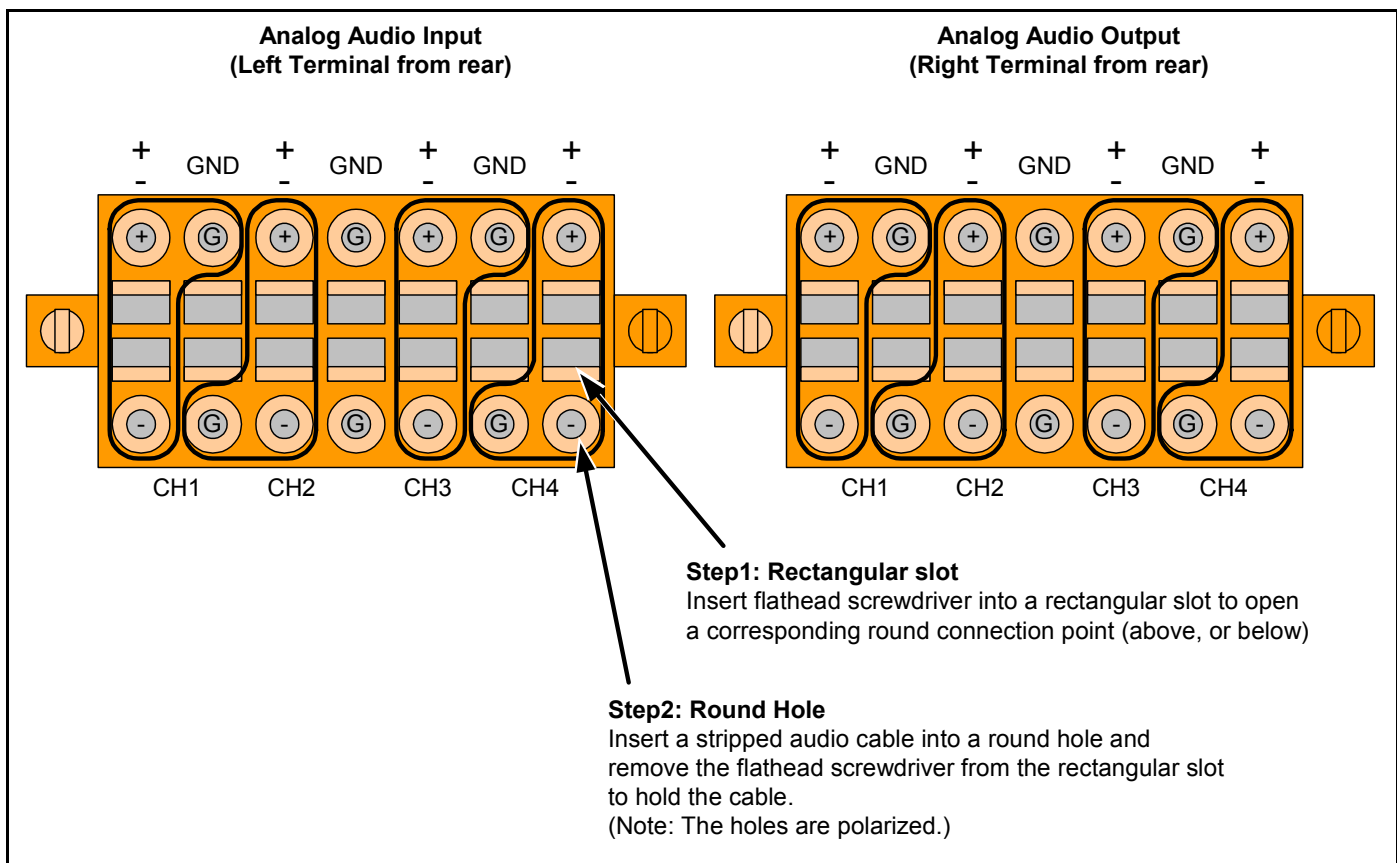 Analog Audio Input
(Left Terminal from rear)
Analog Audio Output
(Right Terminal from rear)
+ GND + GND + GND +
- - - -
+ G + G + G +
- G - G - G -
CH1 CH2 CH3 CH4
+ GND + GND + GND +
- - - -
+ G + G + G +
- G - G - G -
CH1 CH2 CH3 CH4
Step1: Rectangular slot
Insert flathead screwdriver into a rectangular slot to open
a corresponding round connection point (above, or below)
Step2: Round Hole
Insert a stripped audio cable into a round hole and
remove the flathead screwdriver from the rectangular slot
to hold the cable.
(Note: The holes are polarized.)